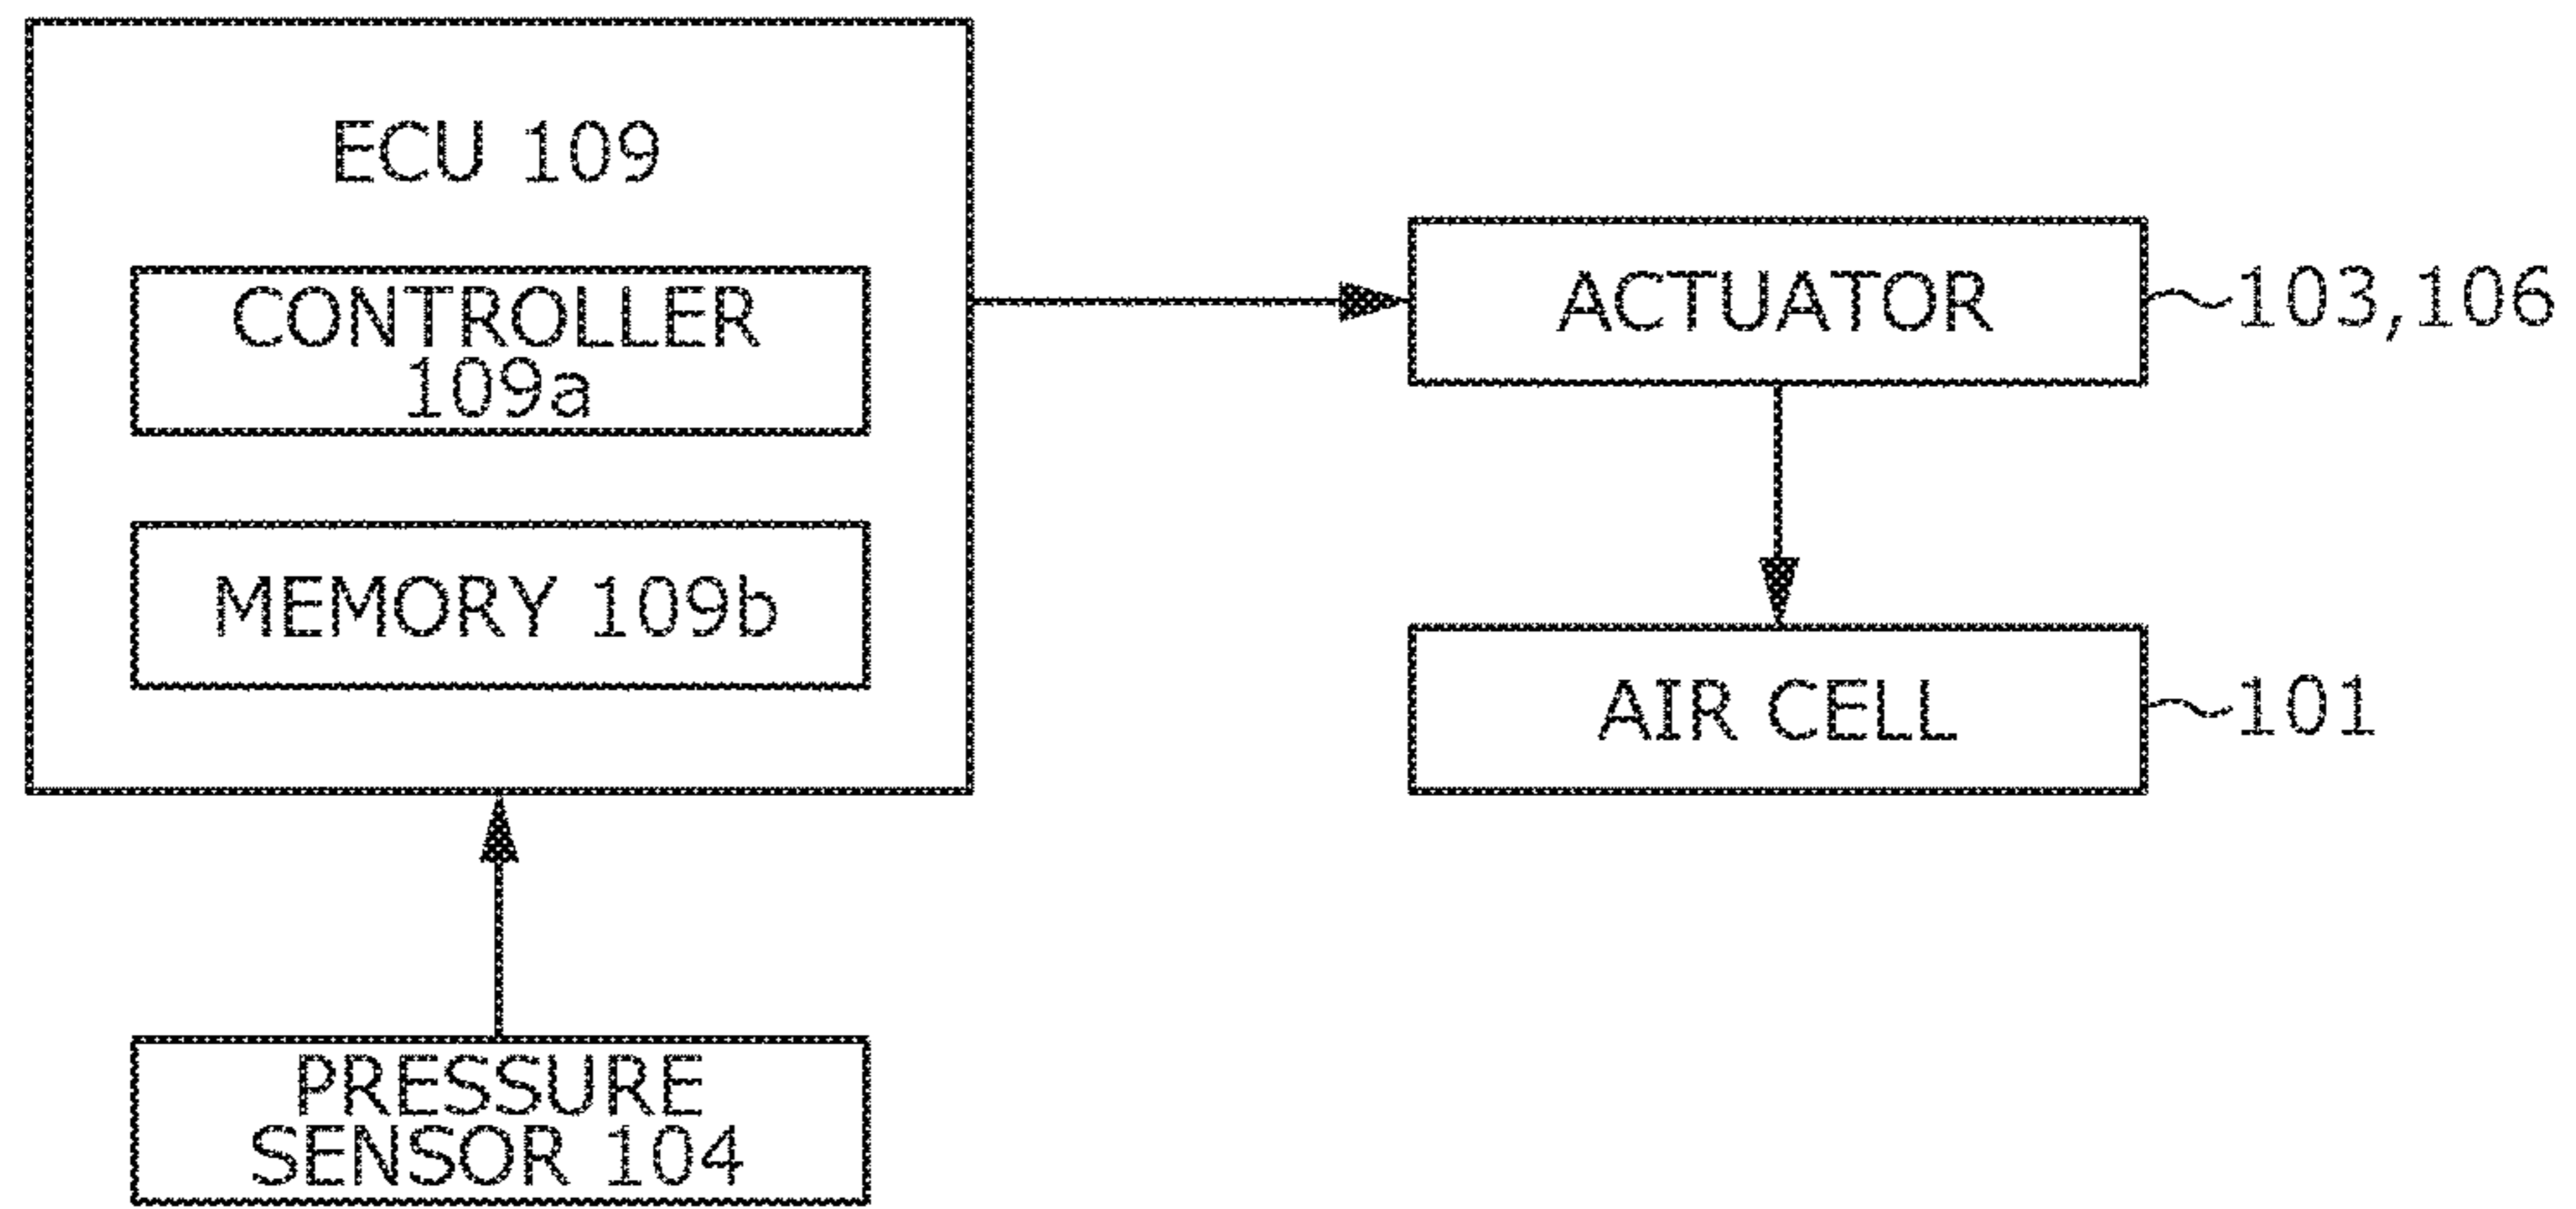 ECU 109
CONTROLLER
109a
MEMORY 109b
PRESSURE
SENSOR 104
ACTUATOR
103,106
AIR CELL
101